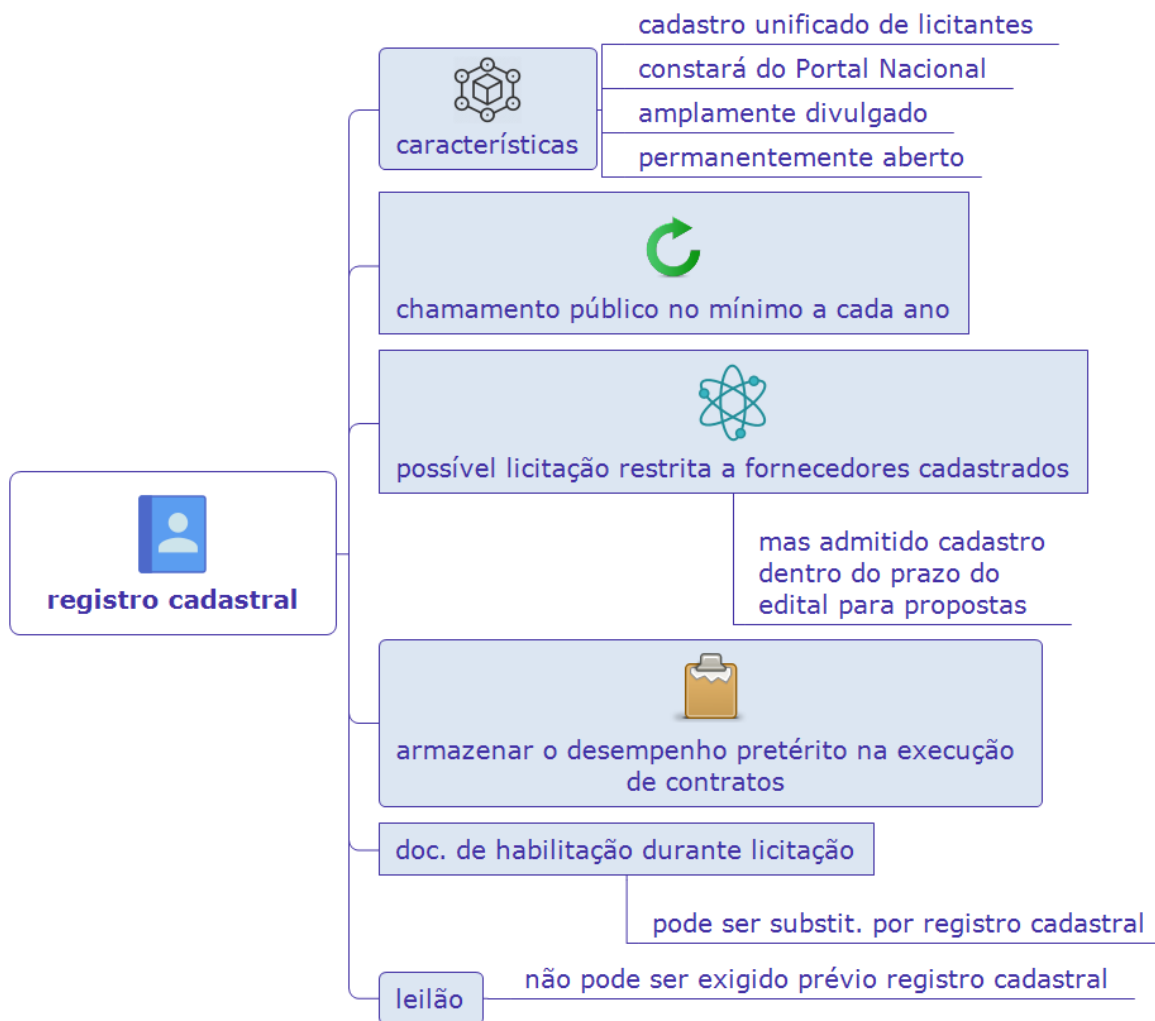 cadastro unificado de licitantes
constará do Portal Nacional
amplamente divulgado
permanentemente aberto
características
chamamento público no mínimo a cada ano
possível licitação restrita a fornecedores cadastrados
mas admitido cadastro
dentro do prazo do
edital para propostas
registro cadastral
armazenar o desempenho pretérito na execução
de contratos
doc. de habilitação durante licitação
pode ser substit. por registro cadastral
leilão
não pode ser exigido prévio registro cadastral